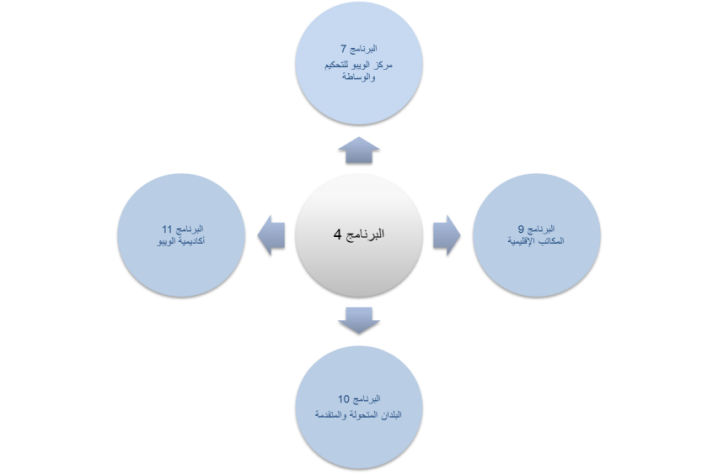 البرنامج 7
مركز الويبو للتحكيم
والوساطة
البرنامج 9
المكاتب الإقليمية
البرنامج 4
البرنامج 11
أكاديمية الويبو
البرنامج 10
البلدان المتحولة والمتقدمة